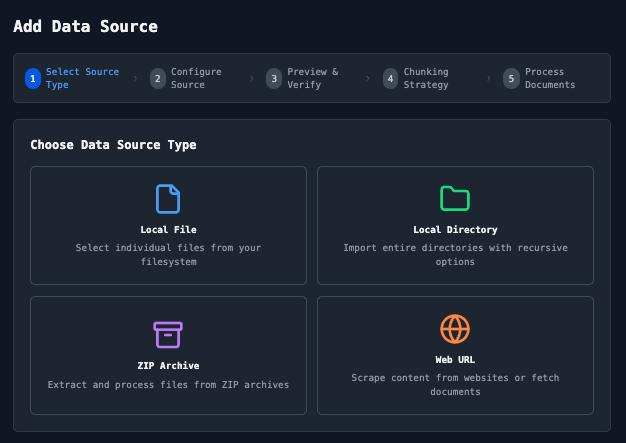 Add Data Source
1 Select Source Type
2 Configure Source
3 Preview & Verify
4 Chunking Strategy
5 Process Documents
Choose Data Source Type
Local File
Select individual files from your
filesystem
Local Directory
Import entire directories with recursive
options
ZIP Archive
Extract and process files from ZIP archives
Web URL
Scrape content from websites or fetch
documents